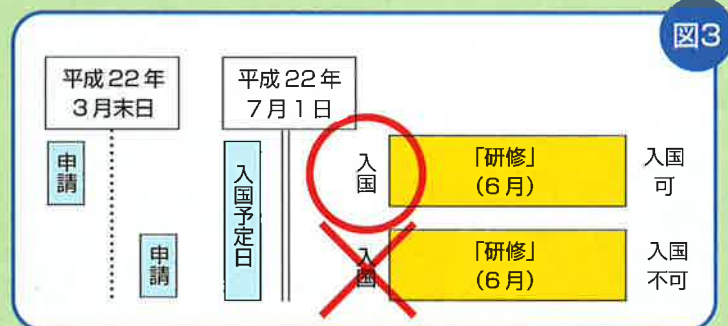 図3
平成22年
3月末日
平成22年
7月1日
申請
入国予定日
入国
「研修」
(6月)
入国
可
申請
入国
「研修」
(6月)
入国
不可